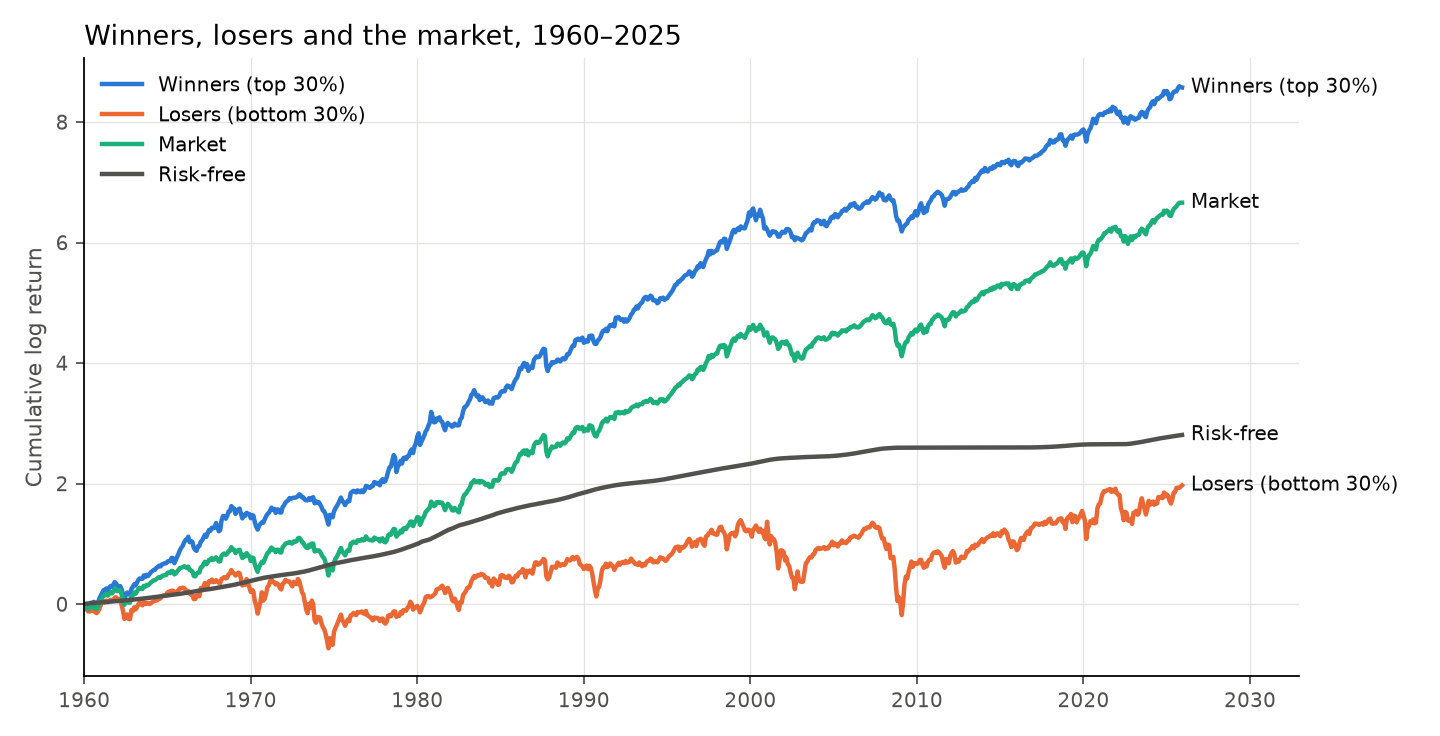 Winners, losers and the market, 1960–2025
Winners (top 30%)
Losers (bottom 30%)
Market
Risk-free
Cumulative log return
8
6
4
2
0
1960
1970
1980
1990
2000
2010
2020
2030
Winners (top 30%)
Market
Risk-free
Losers (bottom 30%)